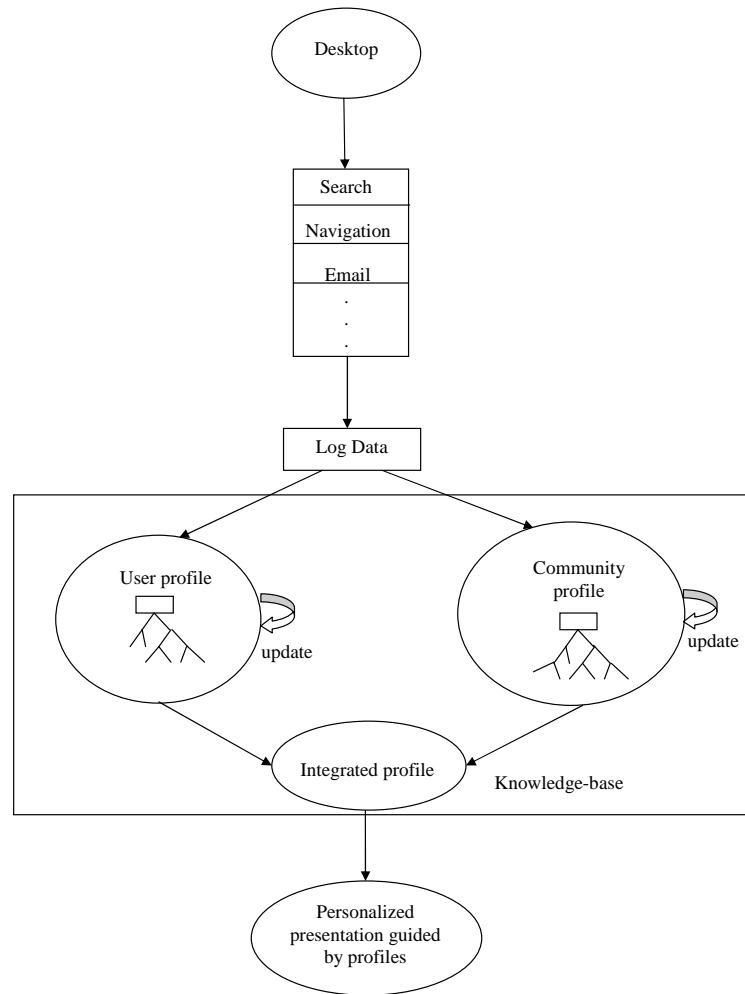 Desktop
Search
Navigation
Email
.
.
.
Log Data
User profile
update
Community
profile
update
Integrated profile
Knowledge-base
Personalized
presentation guided
by profiles